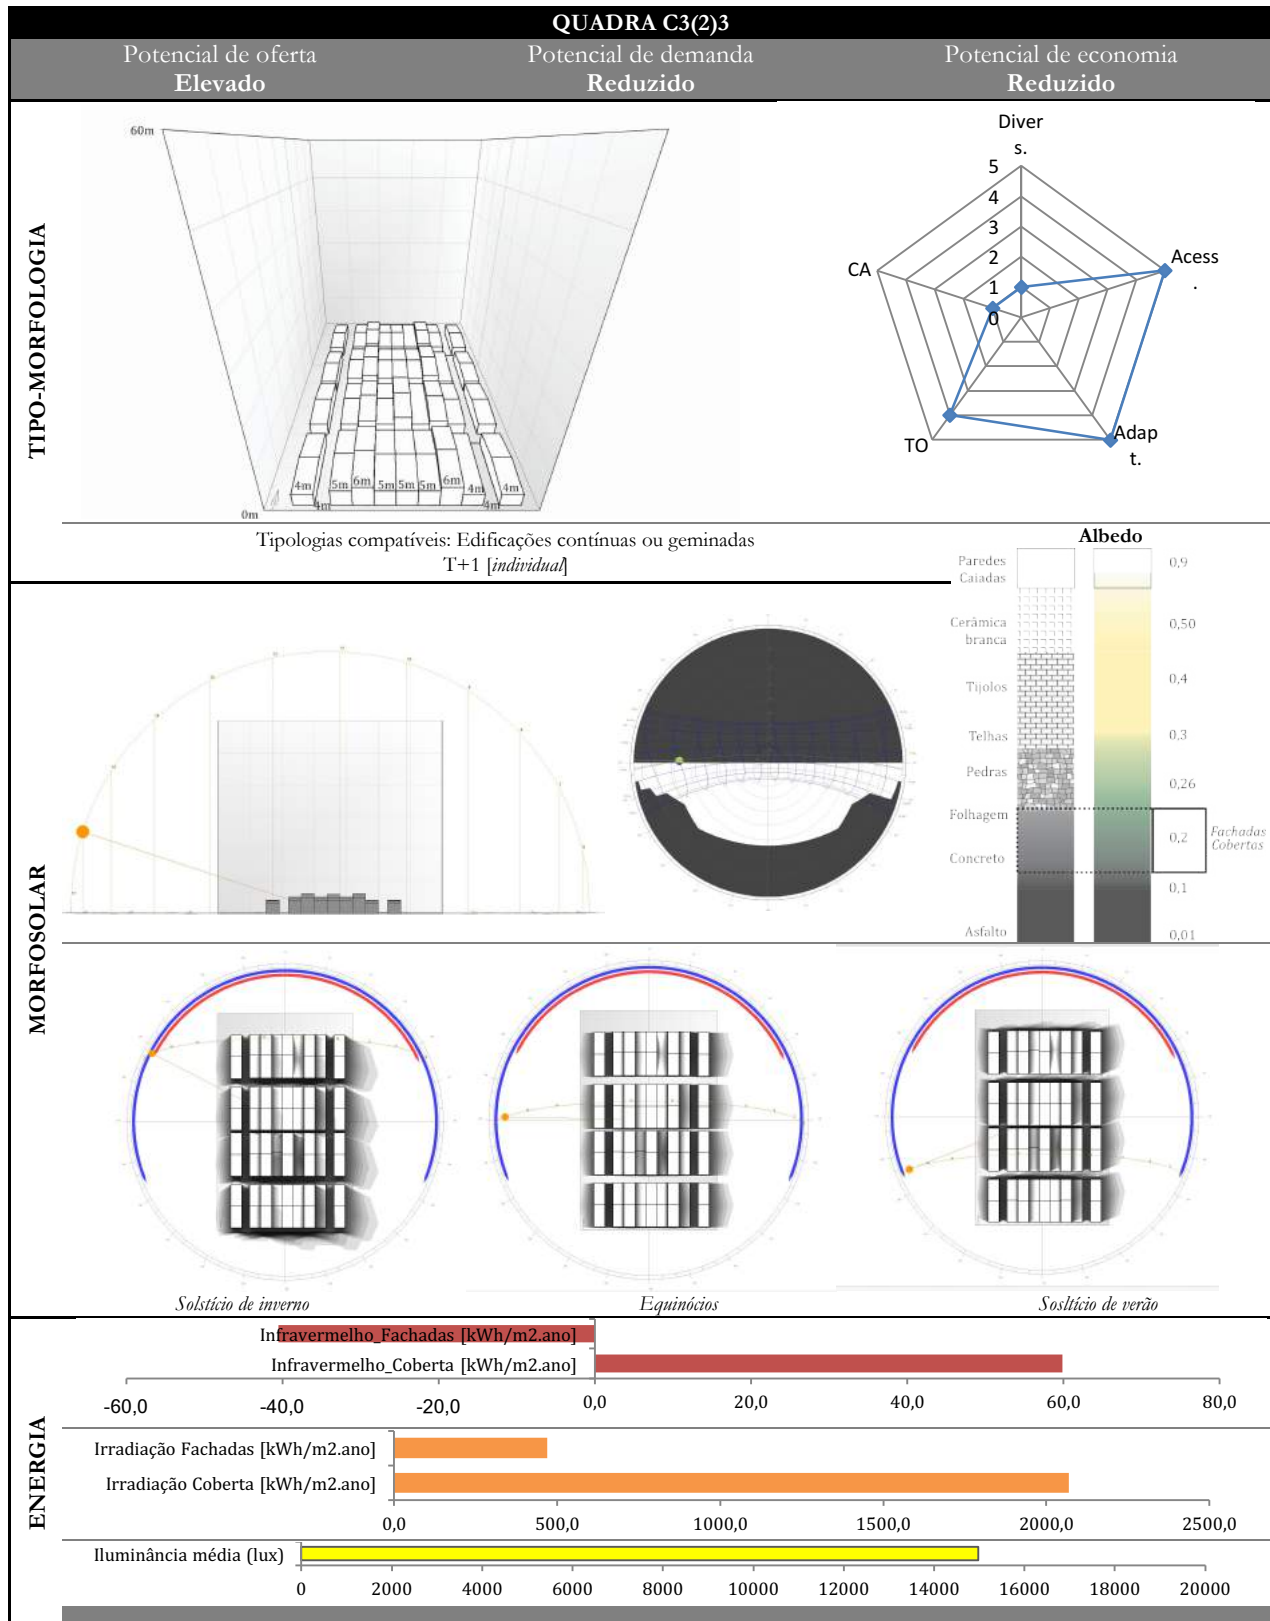 QUADRA C3(2)3
Potencial de oferta
Elevado
Potencial de demanda
Reduzido
Potencial de economia
Reduzido
TIPO-MORFOLOGIA
60m
4m
4m
5m
6m
5m
5m
5m
6m
4m
4m
4m
0m
Diver
s.
5
4
3
2
1
0
Acess
.
Adap
t.
TO
CA
Tipologias compatíveis: Edificações contínuas ou geminadas
T+1 [individual]
MORFOSOLAR
Albedo
Paredes
Caiadas
0,9
Cerâmica
branca
0,50
Tijolos
0,4
Telhas
0,3
Pedras
0,26
Folhagem
Concreto
0,2
Fachadas
Cobertas
0,1
Asfalto
0,01
Solstício de inverno
Equinócios
Sosltício de verão
ENERGIA
Infravermelho_Fachadas [kWh/m2.ano]
Infravermelho_Coberta [kWh/m2.ano]
-60,0 -40,0 -20,0 0,0 20,0 40,0 60,0 80,0
Irradiação Fachadas [kWh/m2.ano]
Irradiação Coberta [kWh/m2.ano]
0,0 500,0 1000,0 1500,0 2000,0 2500,0
Iluminância média (lux)
0 2000 4000 6000 8000 10000 12000 14000 16000 18000 20000